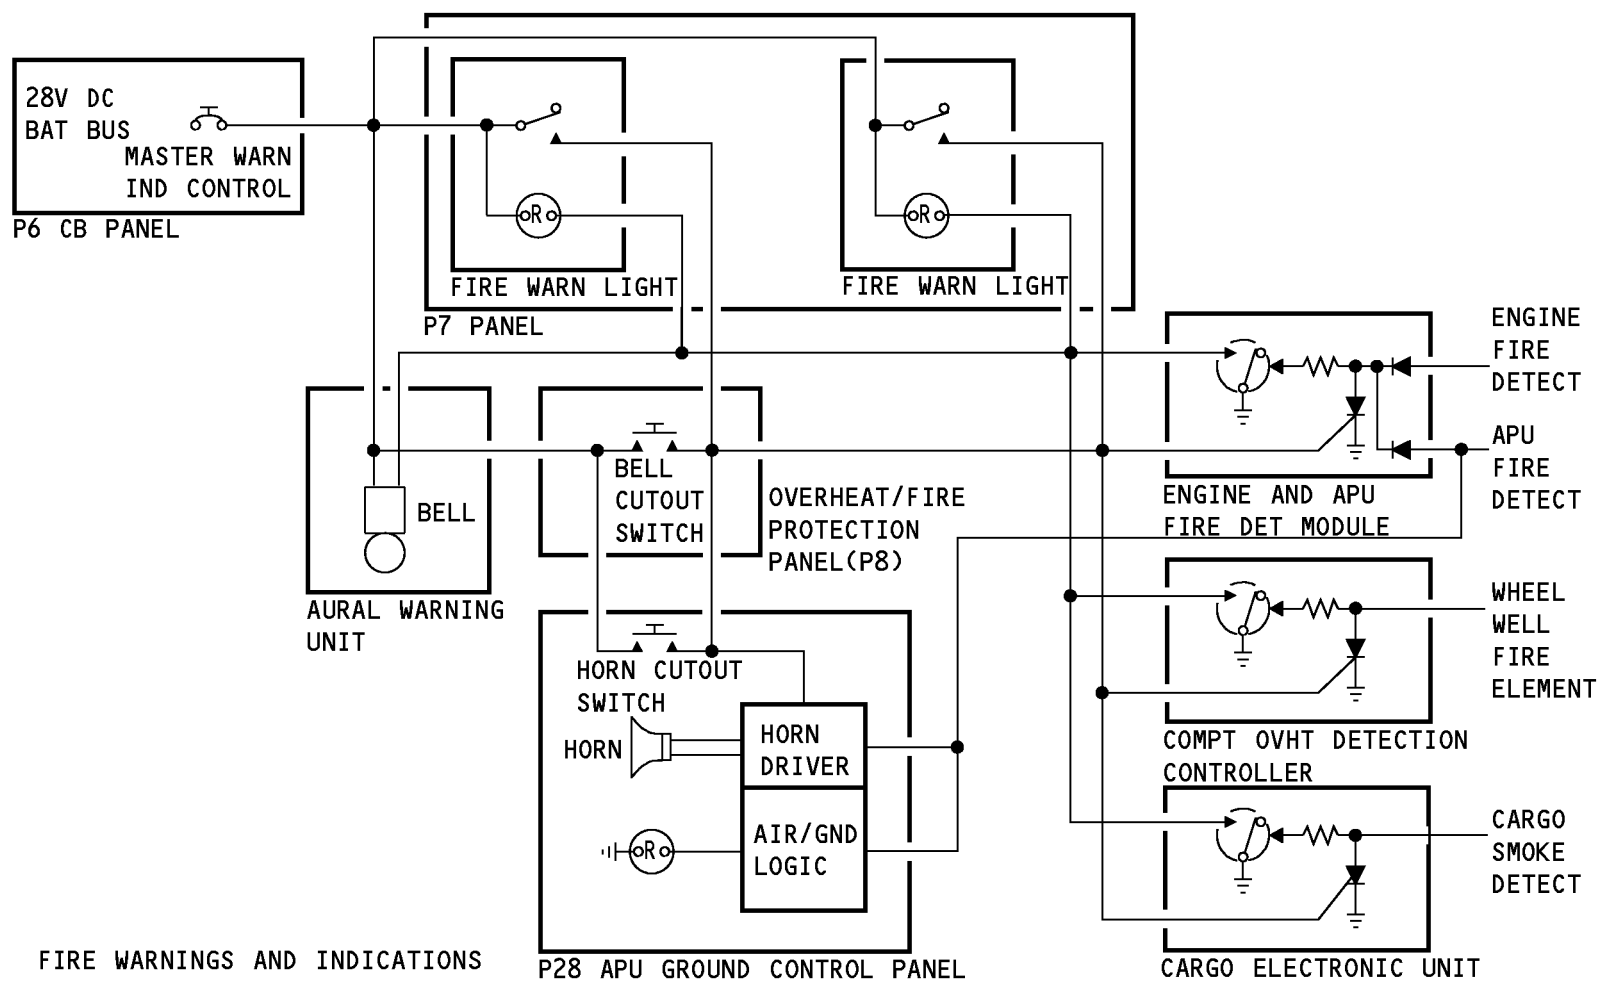 28V DC
BAT BUS
MASTER WARN
IND CONTROL
P6 CB PANEL
R
FIRE WARN LIGHT
R
FIRE WARN LIGHT
P7 PANEL
ENGINE
FIRE
DETECT
APU
FIRE
DETECT
ENGINE AND APU
FIRE DET MODULE
BELL
CUTOUT
SWITCH
OVERHEAT/FIRE
PROTECTION
PANEL(P8)
BELL
AURAL WARNING
UNIT
WHEEL
WELL
FIRE
ELEMENT
COMPT OVHT DETECTION
CONTROLLER
HORN CUTOUT
SWITCH
HORN
HORN
DRIVER
AIR/GND
LOGIC
R
CARGO
SMOKE
DETECT
FIRE WARNINGS AND INDICATIONS
P28 APU GROUND CONTROL PANEL
CARGO ELECTRONIC UNIT